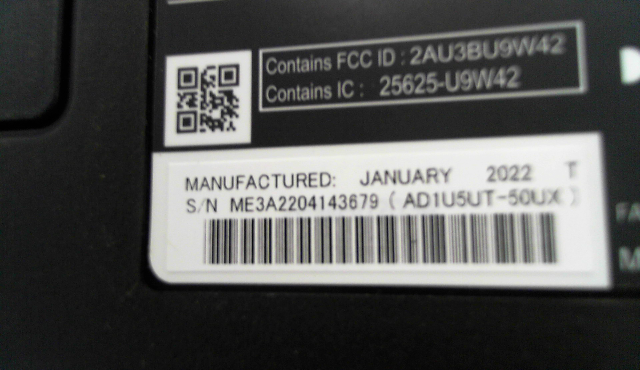 Contains FCC ID : 2AU3BU9W42
Contains IC : 25625-U9W42
MANUFACTURED: JANUARY 2022 T
S/N ME3A2204143679 ( AD1U5UT-50UX )